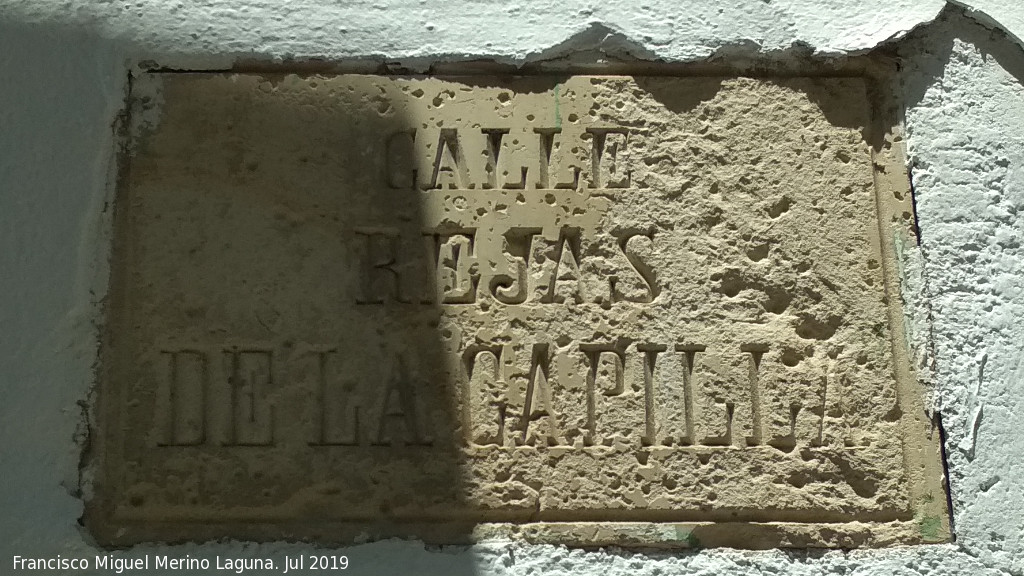 CALLE
REJAS
DE LA CAPILLA
Francisco Miguel Merino Laguna. Jul 2019